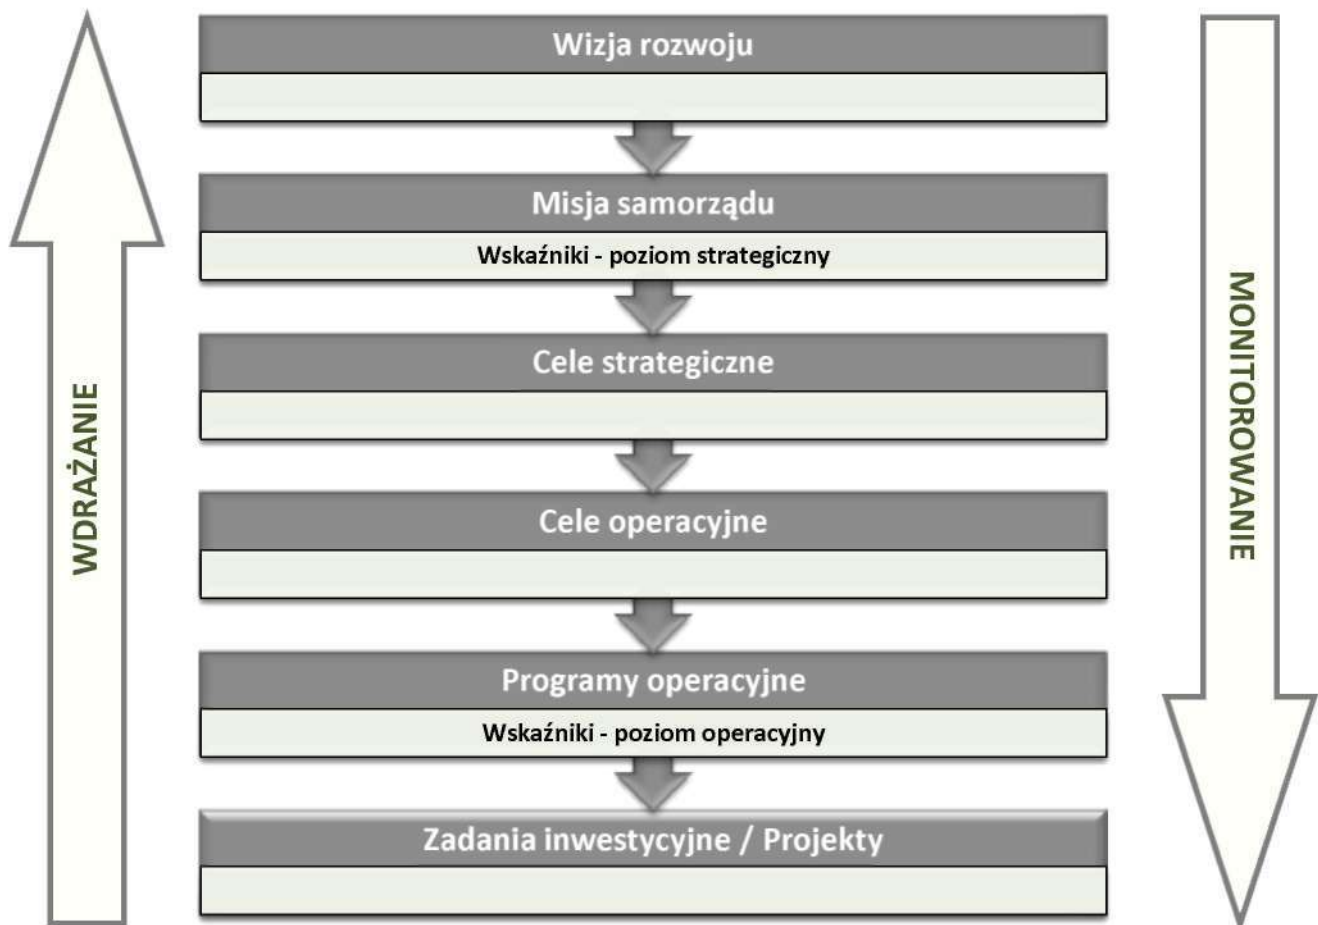 Wizja rozwoju
Misja samorządu
Wskaźniki - poziom strategiczny
Cele strategiczne
Cele operacyjne
Programy operacyjne
Wskaźniki - poziom operacyjny
Zadania inwestycyjne / Projekty
WDRAŻANIE
MONITOROWANIE